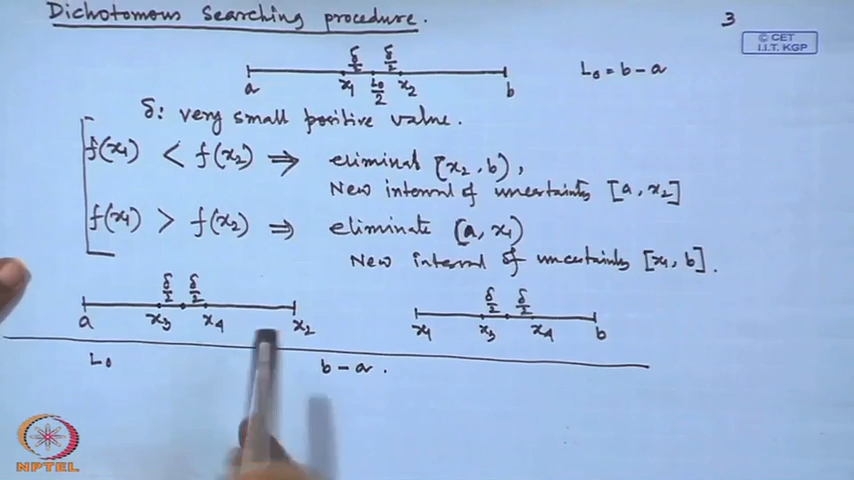 Dichotomous Searching procedure.
3
© CET
I.I.T. KGP
δ/2 δ/2
a x₁ L₀/2 x₂ b
L₀ = b - a
δ: very small positive value.
f(x₁) < f(x₂) ⇒ eliminat [x₂, b),
New interval of uncertainty [a, x₂]
f(x₁) > f(x₂) ⇒ eliminate (a, x₁)
New interval of uncertainty [x₁, b].
δ/2 δ/2
a x₃ x₄ x₂
δ/2 δ/2
x₁ x₃ x₄ b
L₀ b - a.
NPTEL